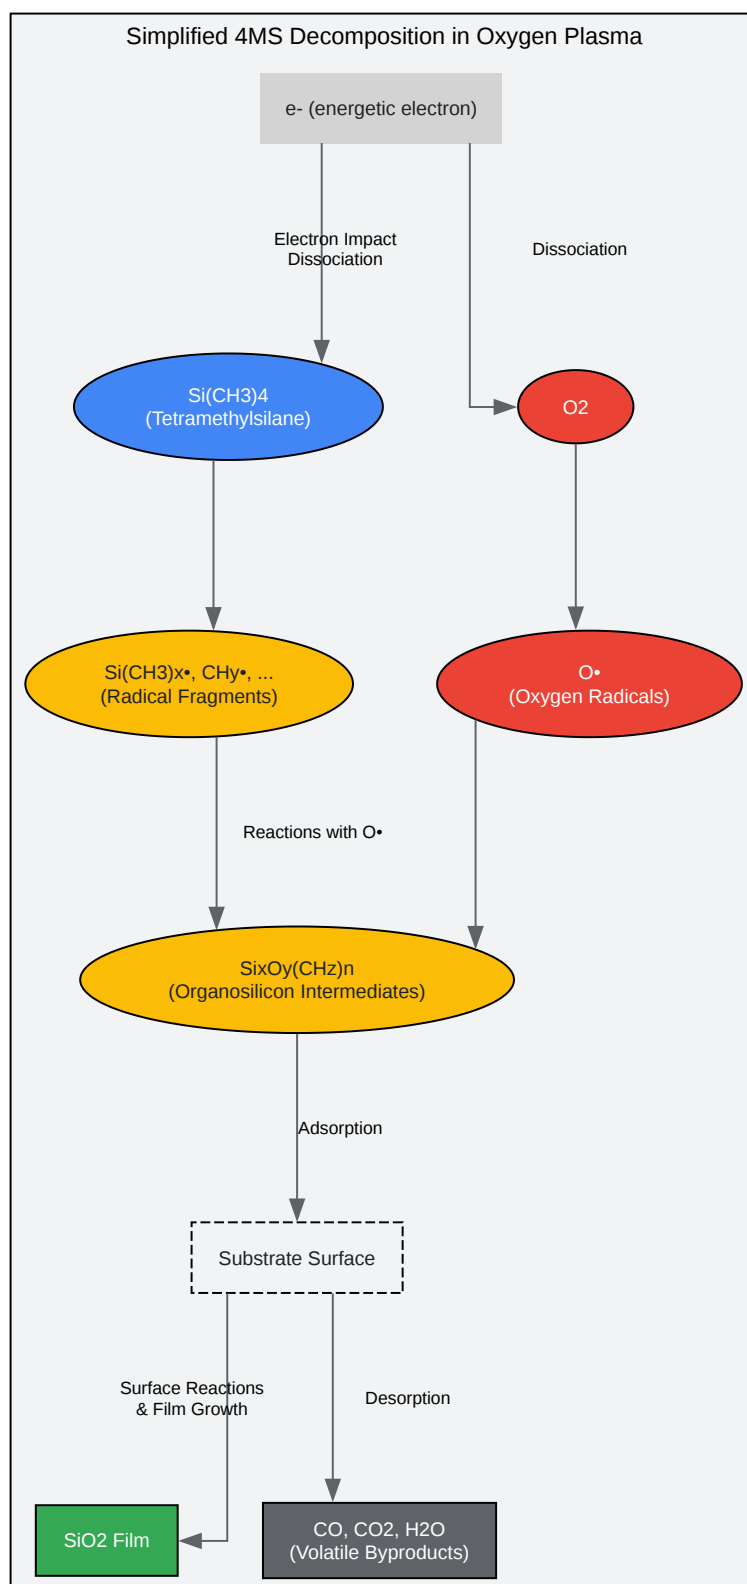 Simplified 4MS Decomposition in Oxygen Plasma
e- (energetic electron)
Electron Impact
Dissociation
Dissociation
Si(CH3)4
(Tetramethylsilane)
O2
Si(CH3)x•, CHy•, ...
(Radical Fragments)
O•
(Oxygen Radicals)
Reactions with O•
SixOy(CHz)n
(Organosilicon Intermediates)
Adsorption
Substrate Surface
Surface Reactions
& Film Growth
Desorption
SiO2 Film
CO, CO2, H2O
(Volatile Byproducts)